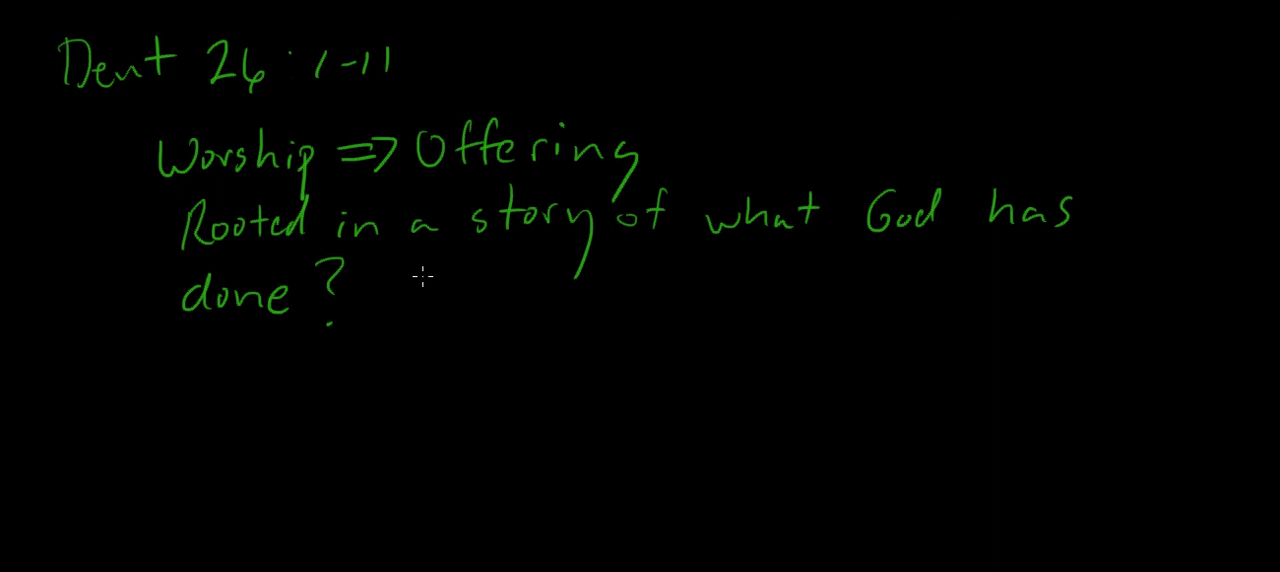 Deut 26:1-11
Worship => Offering
Rooted in a story of what God has
done?